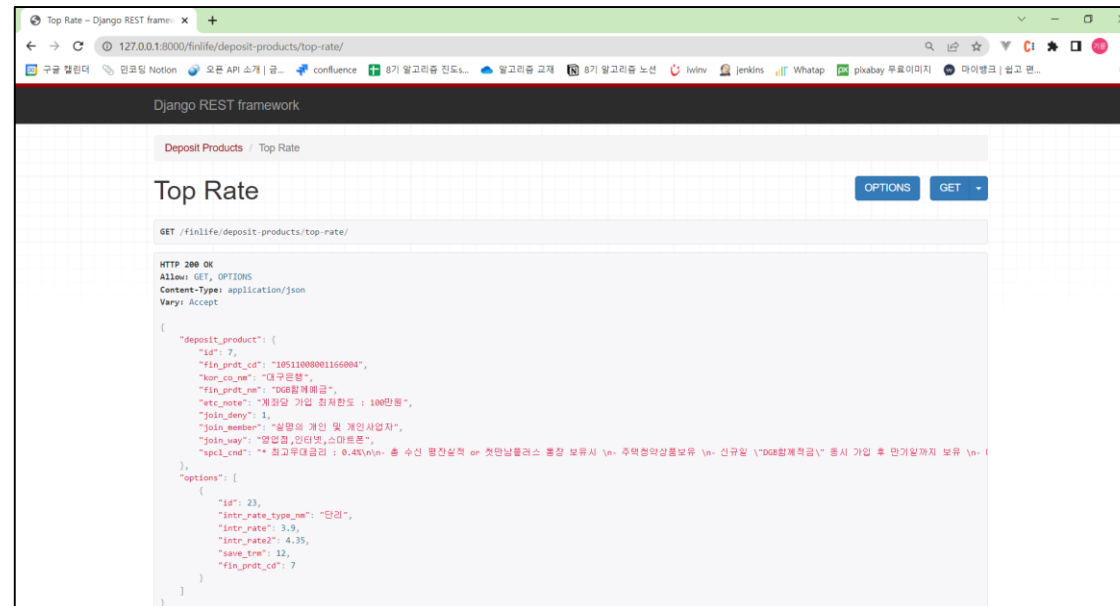 Top Rate – Django REST framew
127.0.0.1:8000/finlife/deposit-products/top-rate/
구글 캘린더 민코딩 Notion 오픈 API 소개 | 금... confluence 8기 알고리즘 진도s... 알고리즘 교재 8기 알고리즘 노션 iwinv Jenkins Whatap pixabay 무료이미지 마이뱅크 | 쉽고 편...
Django REST framework
Deposit Products / Top Rate
Top Rate
OPTIONS GET
GET /finlife/deposit-products/top-rate/
HTTP 200 OK
Allow: GET, OPTIONS
Content-Type: application/json
Vary: Accept
{
"deposit_product": {
"id": 7,
"fin_prdt_cd": "10511008001166004",
"kor_co_nm": "대구은행",
"fin_prdt_nm": "DGB함께예금",
"etc_note": "계좌당 가입 최저한도 : 100만원",
"join_deny": 1,
"join_member": "실명의 개인 및 개인사업자",
"join_way": "영업점,인터넷,스마트폰",
"spcl_cnd": "* 최고우대금리 : 0.4%\n\n- 총 수신 평잔실적 or 첫만남플러스 통장 보유시 \n- 주택청약상품보유 \n- 신규일 \"DGB함께적금\" 동시 가입 후 만기일까지 보유 \n-
},
"options": [
{
"id": 23,
"intr_rate_type_nm": "단리",
"intr_rate": 3.9,
"intr_rate2": 4.35,
"save_trm": 12,
"fin_prdt_cd": 7
}
]
}